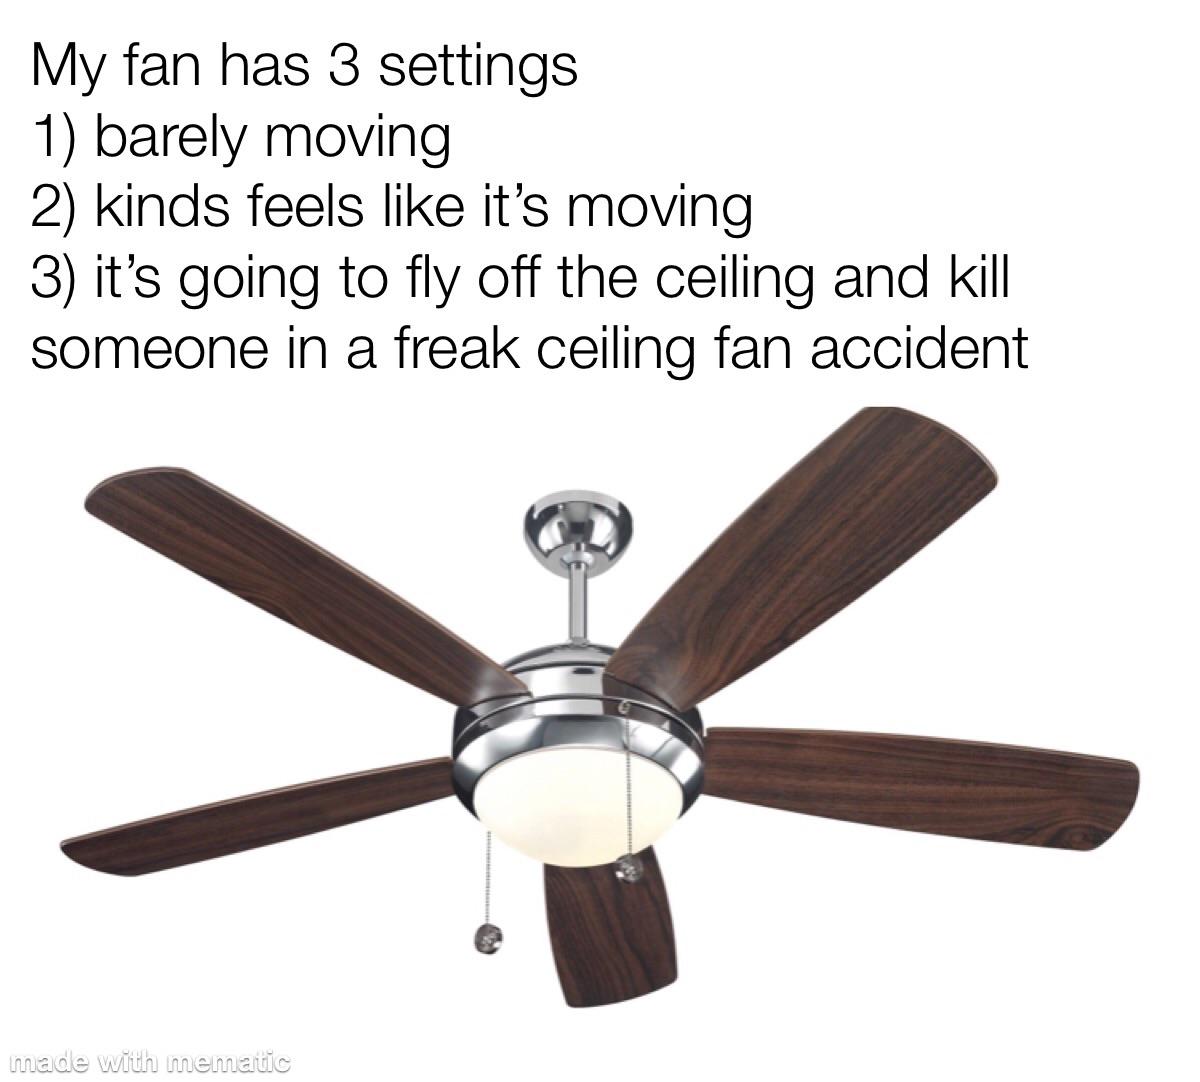 My fan has 3 settings
1) barely moving
2) kinds feels like it’s moving
3) it’s going to fly off the ceiling and kill
someone in a freak ceiling fan accident
made with mematic